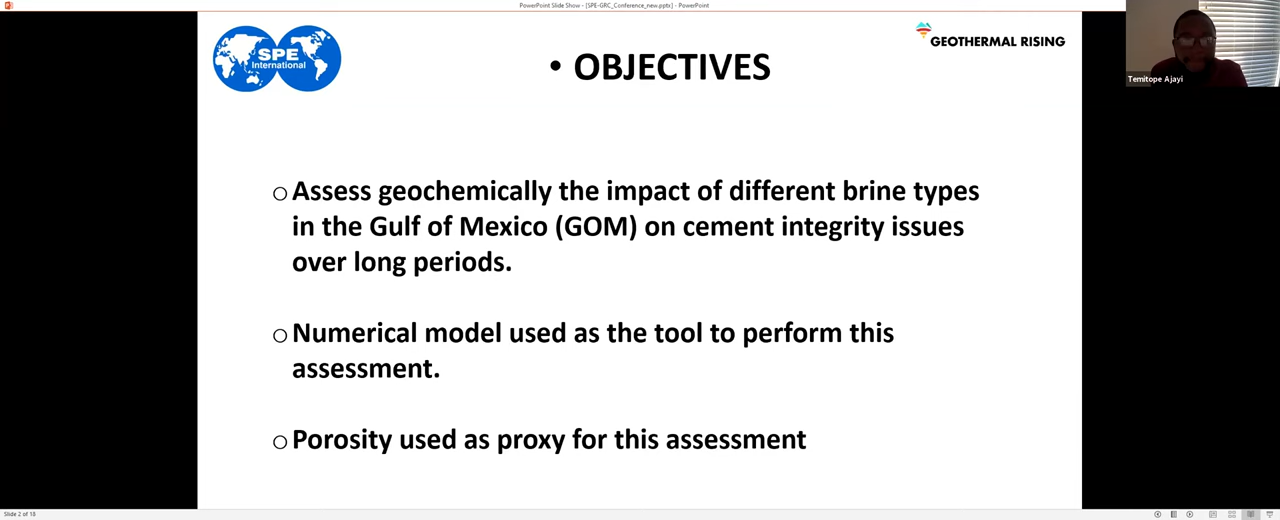 PowerPoint Slide Show - [SPE-GRC_Conference_new.pptx] - PowerPoint
SPE
International
• OBJECTIVES
GEOTHERMAL RISING
Temitope Ajayi
○ Assess geochemically the impact of different brine types
in the Gulf of Mexico (GOM) on cement integrity issues
over long periods.
○ Numerical model used as the tool to perform this
assessment.
○ Porosity used as proxy for this assessment
Slide 2 of 18